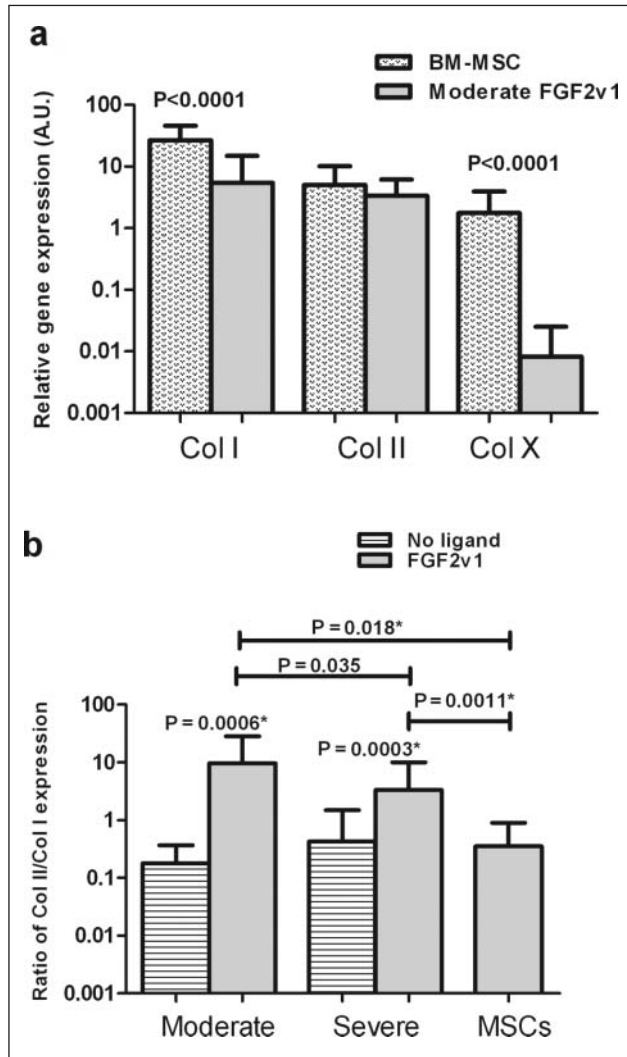 a
BM-MSC
Moderate FGF2v1
Relative gene expression (A.U.)
100
10
1
0.1
0.01
0.001
P<0.0001
P<0.0001
Col I
Col II
Col X
b
No ligand
FGF2v1
P = 0.018*
P = 0.035
P = 0.0011*
P = 0.0006*
P = 0.0003*
Ratio of Col II/Col I expression
100
10
1
0.1
0.01
0.001
Moderate
Severe
MSCs